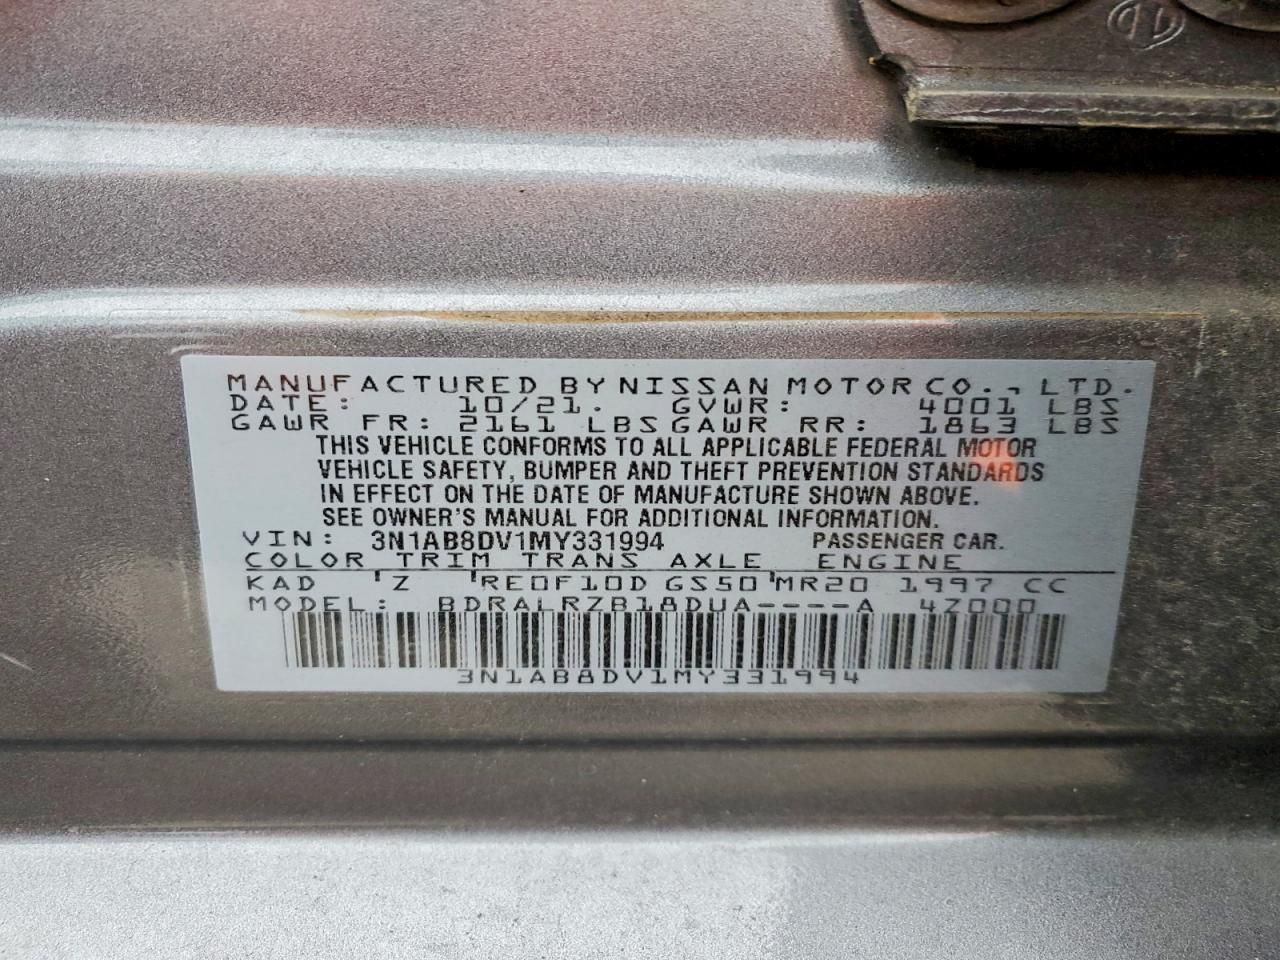 MANUFACTURED BY NISSAN MOTOR CO., LTD.
DATE: 10/21. GVWR: 4001 LBS
GAWR FR: 2161 LBS GAWR RR: 1863 LBS
THIS VEHICLE CONFORMS TO ALL APPLICABLE FEDERAL MOTOR
VEHICLE SAFETY, BUMPER AND THEFT PREVENTION STANDARDS
IN EFFECT ON THE DATE OF MANUFACTURE SHOWN ABOVE.
SEE OWNER'S MANUAL FOR ADDITIONAL INFORMATION.
VIN: 3N1AB8DV1MY331994 PASSENGER CAR.
COLOR TRIM TRANS AXLE ENGINE
KAD 'Z 'RE0F10D GS50'MR20 1997 CC
MODEL: BDRALRZB18DUA----A 4Z000
3N1AB8DV1MY331994